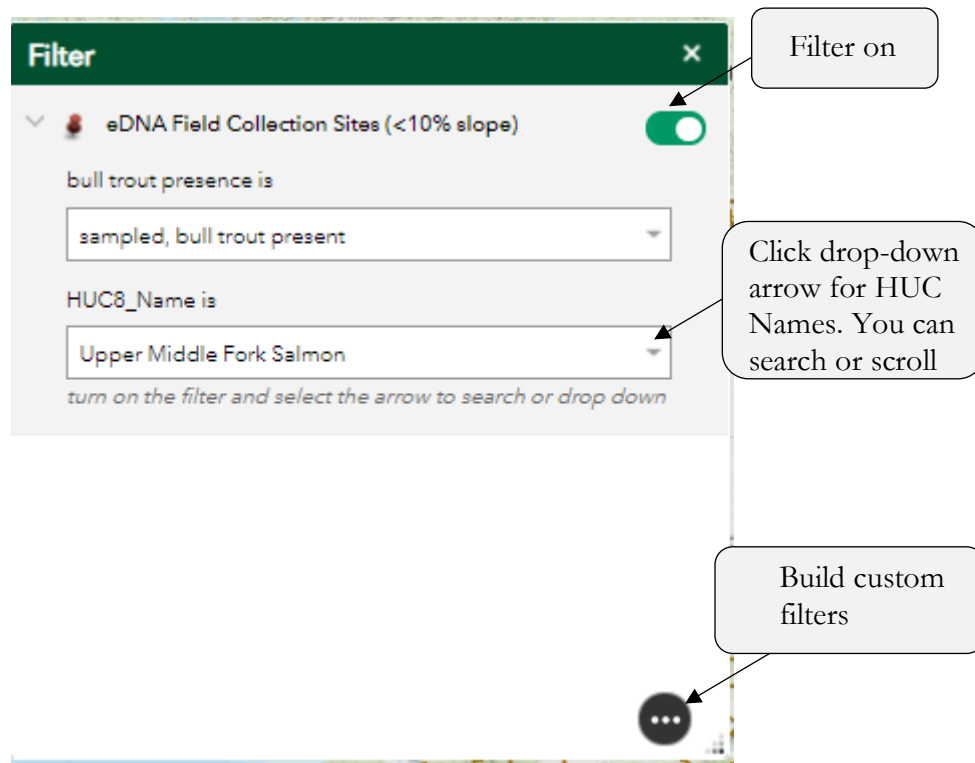 Filter
Filter on
eDNA Field Collection Sites (<10% slope)
bull trout presence is
sampled, bull trout present
HUC8_Name is
Upper Middle Fork Salmon
turn on the filter and select the arrow to search or drop down
Click drop-down
arrow for HUC
Names. You can
search or scroll
Build custom
filters